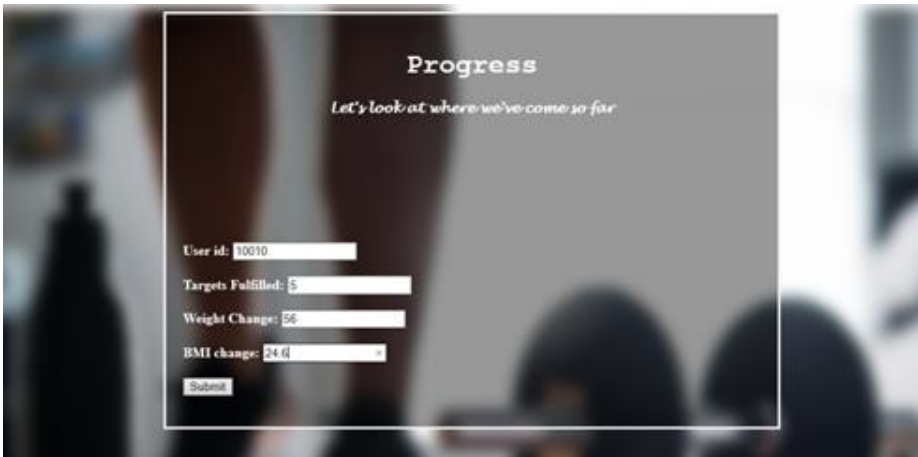 Progress
Let's look at where we've come so far
User id: 10010
Targets Fulfilled: 5
Weight Change: 56
BMI change: 24.6
Submit